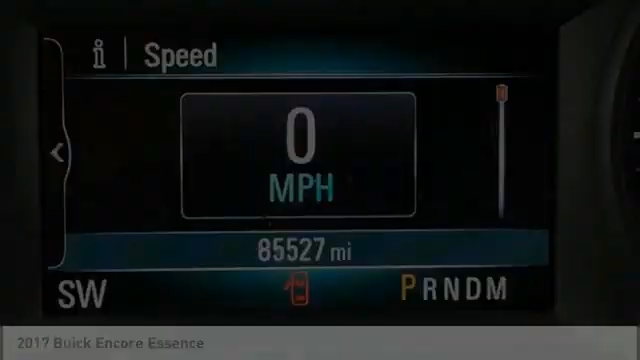 i | Speed
0
MPH
85527 mi
SW PRNDM
2017 Buick Encore Essence